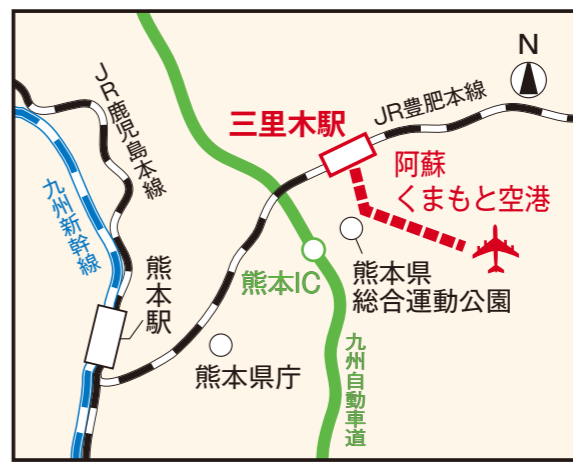 N
JR鹿児島本線
JR豊肥本線
三里木駅
阿蘇
くまもと空港
九州新幹線
熊本駅
熊本IC
熊本県
総合運動公園
熊本県庁
九州自動車道